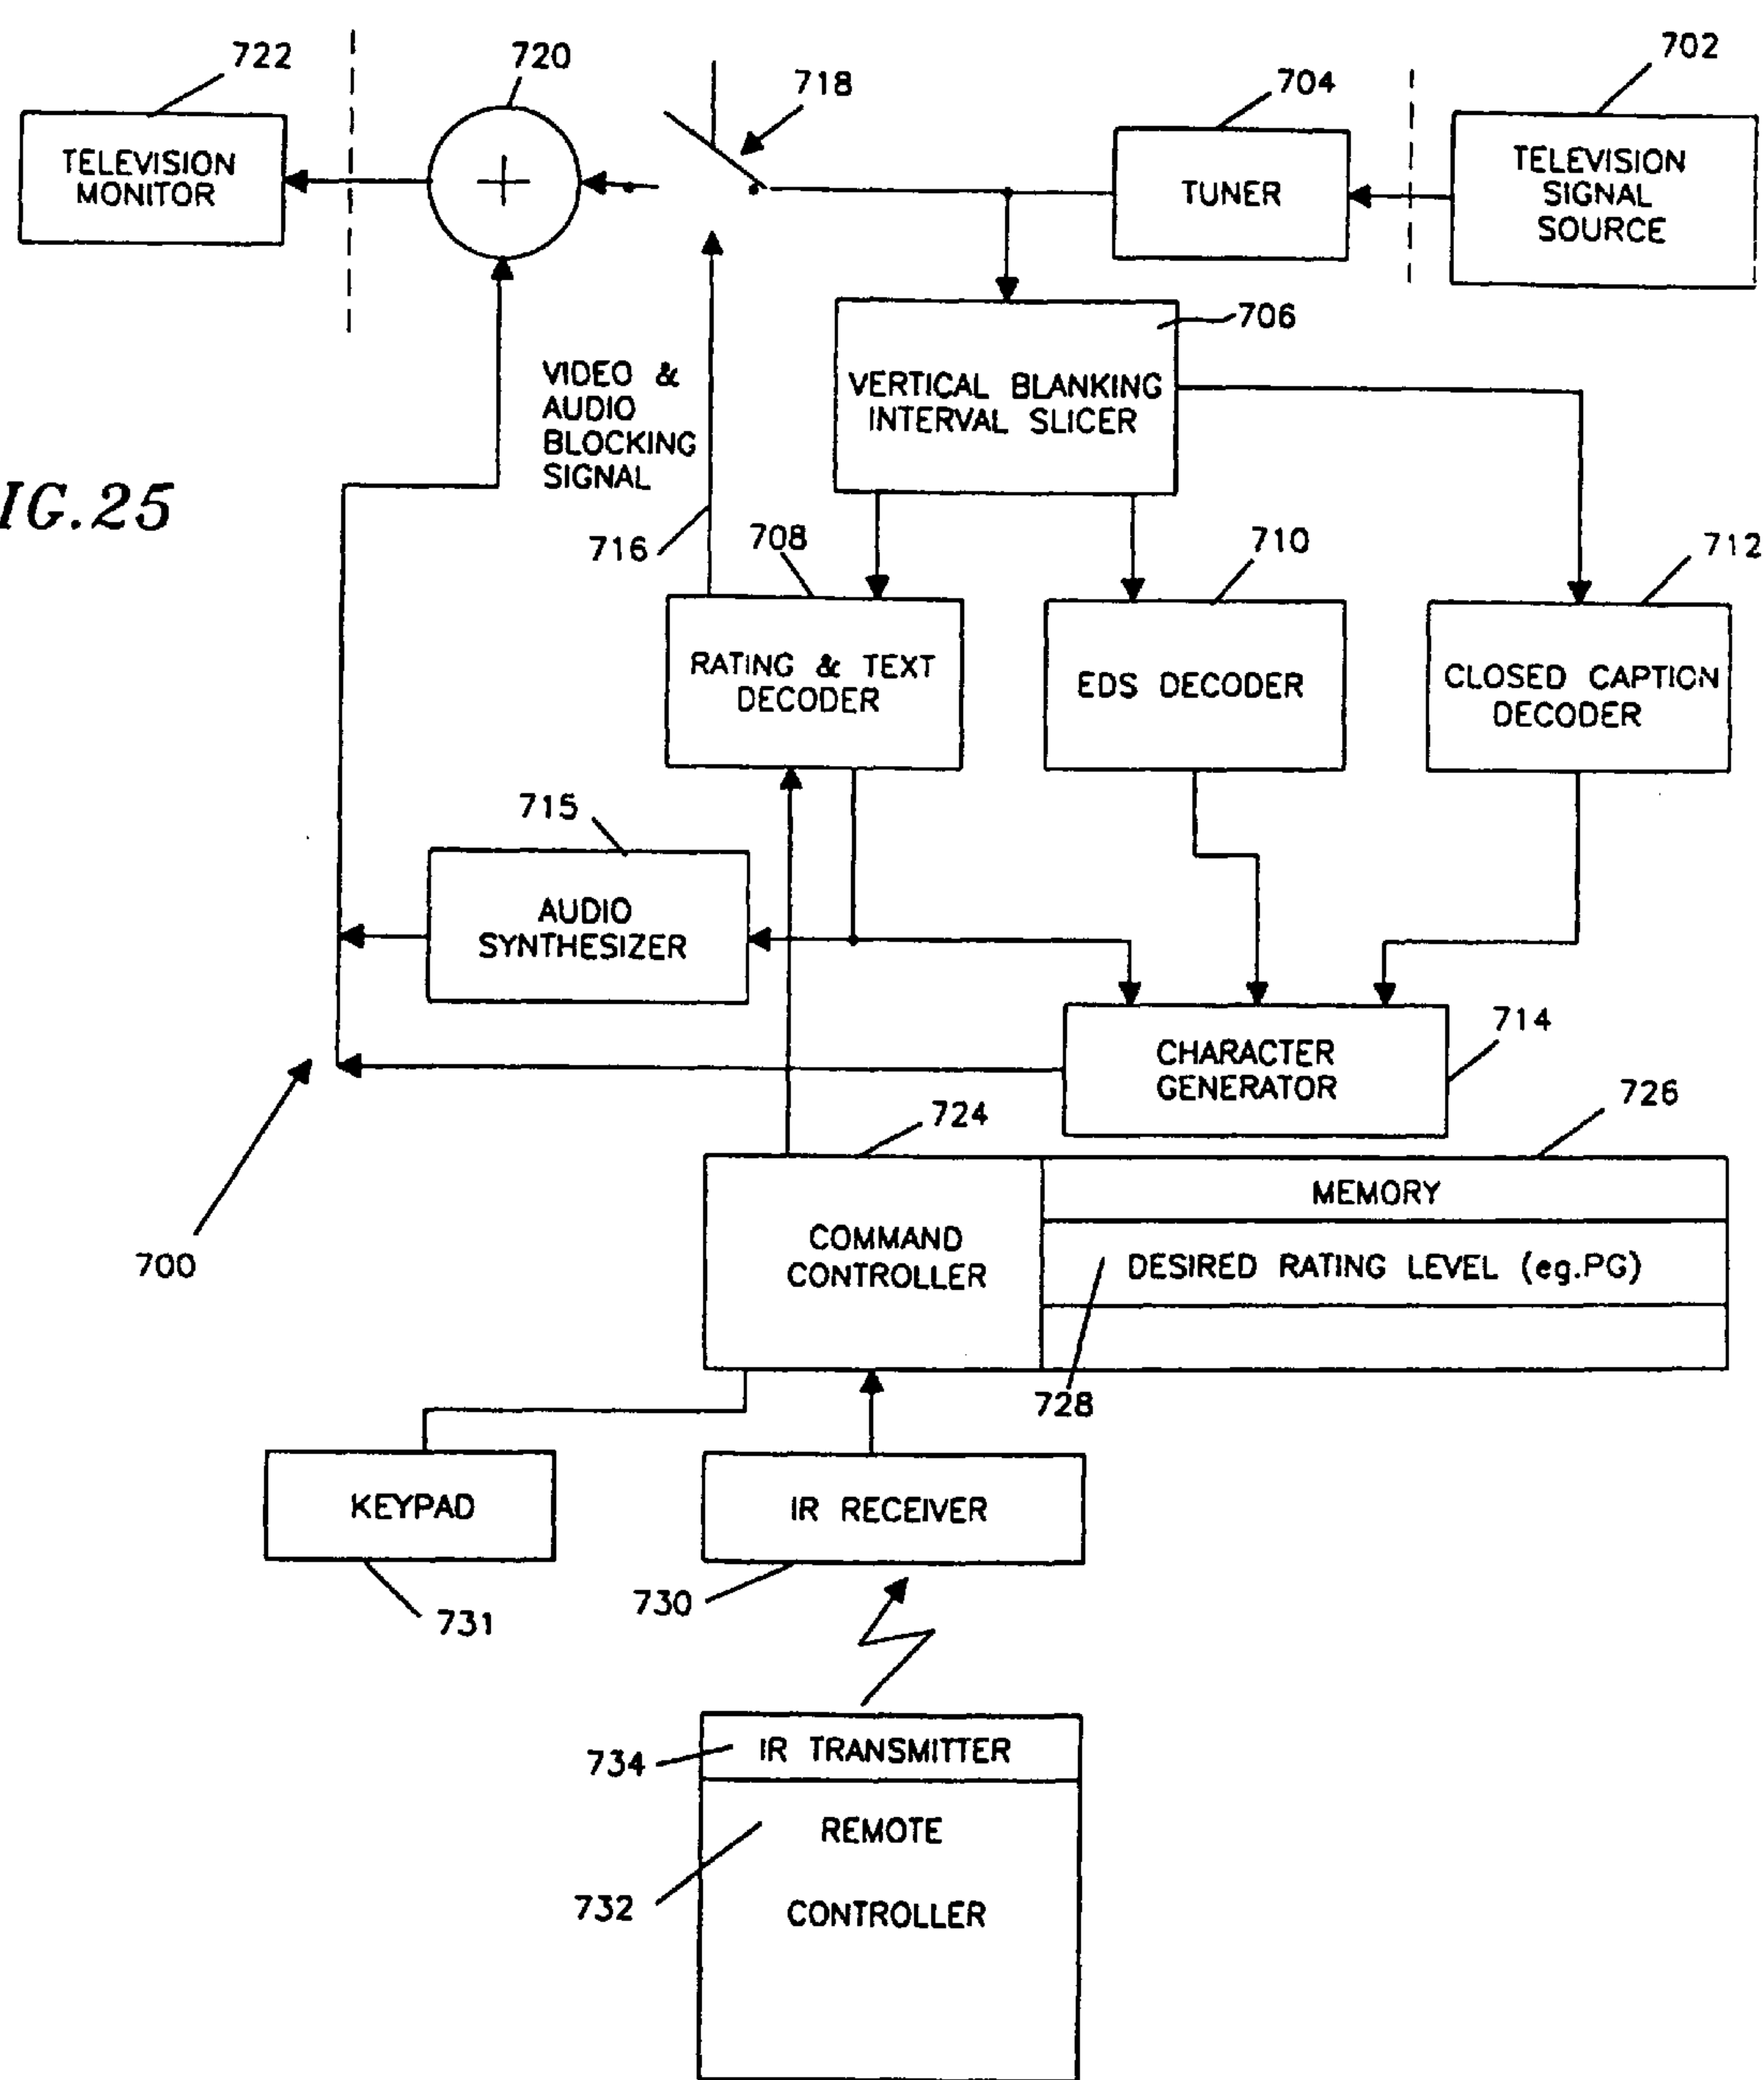 722
720
718
704
702
TELEVISION
MONITOR
TUNER
TELEVISION
SIGNAL
SOURCE
706
VIDEO &
AUDIO
BLOCKING
SIGNAL
VERTICAL BLANKING
INTERVAL SLICER
IG.25
716
708
710
712
RATING & TEXT
DECODER
EDS DECODER
CLOSED CAPTION
DECODER
715
AUDIO
SYNTHESIZER
714
CHARACTER
GENERATOR
724
726
700
COMMAND
CONTROLLER
MEMORY
DESIRED RATING LEVEL (eg.PG)
728
KEYPAD
IR RECEIVER
731
730
734
IR TRANSMITTER
REMOTE
732
CONTROLLER